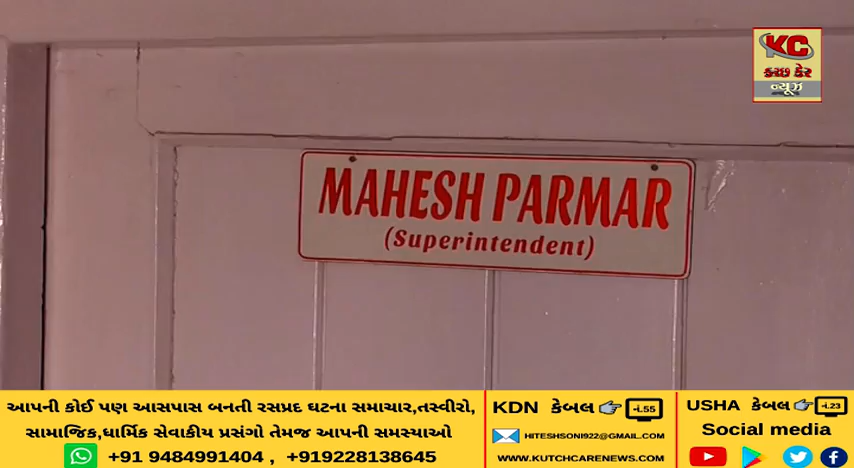 KC
કચ્છ કેર
ન્યૂઝ
MAHESH PARMAR
(Superintendent)
આપની કોઈ પણ આસપાસ બનતી રસપ્રદ ઘટના સમાચાર,તસ્વીરો,
સામાજિક,ધાર્મિક સેવાકીય પ્રસંગો તેમજ આપની સમસ્યાઓ
+91 9484991404 , +919228138645
KDN કેબલ -i.55
HITESHSONI922@GMAIL.COM
WWW.KUTCHCARENEWS.COM
USHA કેબલ -i.23
Social media